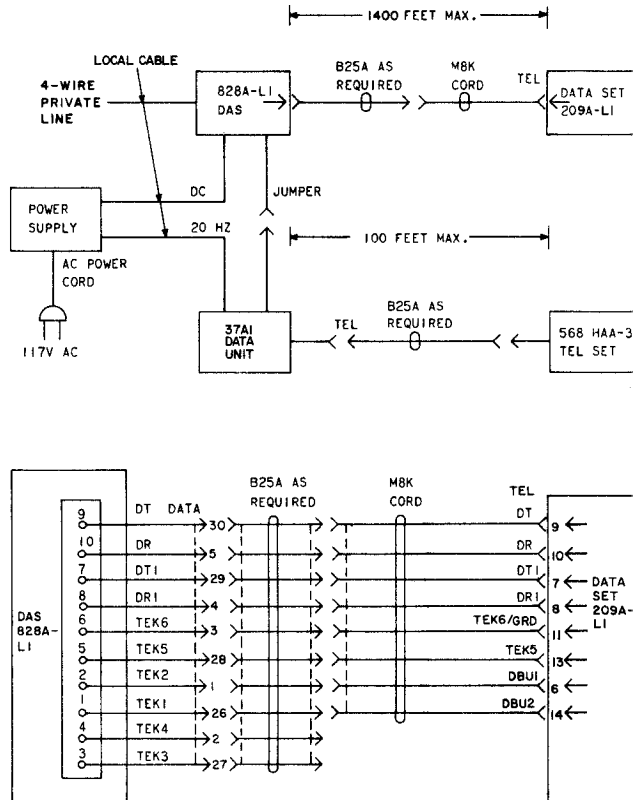 1400 FEET MAX.
LOCAL CABLE
4-WIRE
PRIVATE
LINE
828A-L1
DAS
B25A AS
REQUIRED
M8K
CORD
TEL
DATA SET
209A-L1
DC
JUMPER
POWER
SUPPLY
20 HZ
100 FEET MAX.
AC POWER
CORD
117V AC
37A1
DATA
UNIT
TEL
B25A AS
REQUIRED
568 HAA-3
TEL SET
B25A AS
REQUIRED
M8K
CORD
TEL
DAS
828A-
L1
DATA
SET
209A-
L1
9 DT DATA 30 DT 9
10 DR 5 DR 10
7 DT1 29 DT1 7
8 DR1 4 DR1 8
6 TEK6 3 TEK6/GRD 11
5 TEK5 28 TEK5 13
2 TEK2 1 DBU1 6
1 TEK1 26 DBU2 14
4 TEK4 2
3 TEK3 27